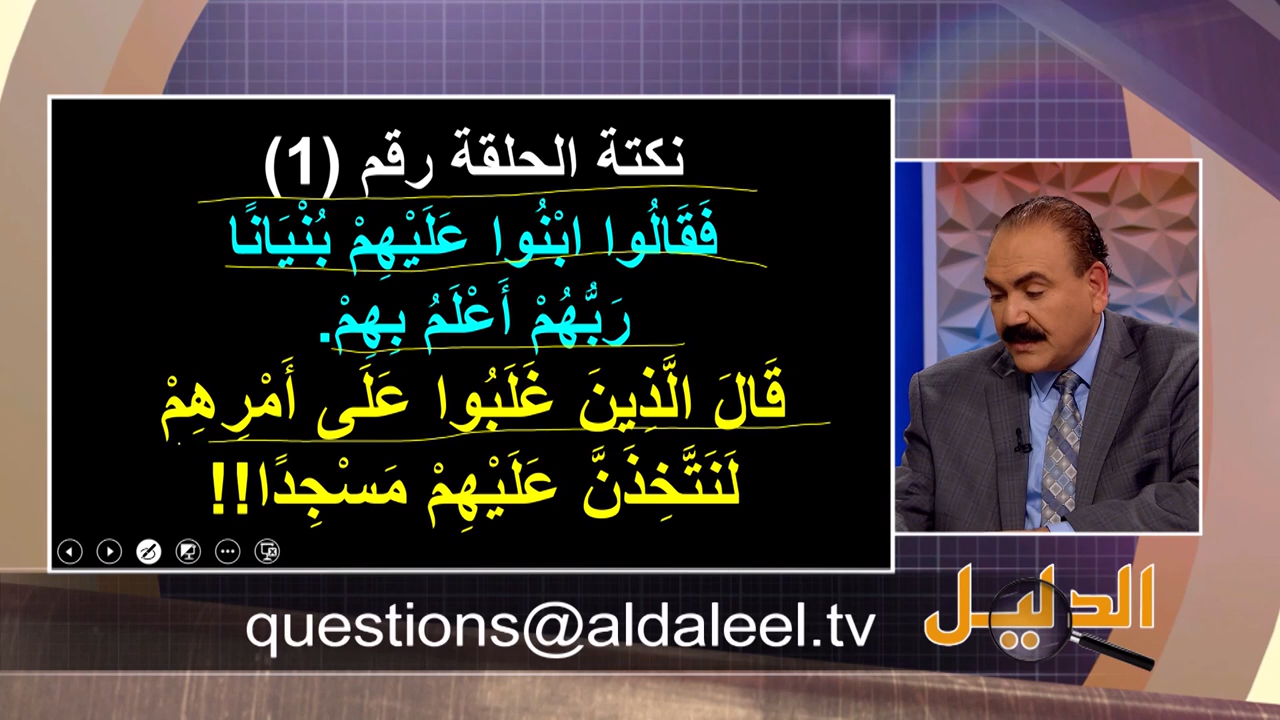 نكتة الحلقة رقم (1)
فَقَالُوا ابْنُوا عَلَيْهِمْ بُنْيَانًا
رَبُّهُمْ أَعْلَمُ بِهِمْ.
قَالَ الَّذِينَ غَلَبُوا عَلَى أَمْرِهِمْ
لَنَتَّخِذَنَّ عَلَيْهِمْ مَسْجِدًا!!
questions@aldaleel.tv
الدليل